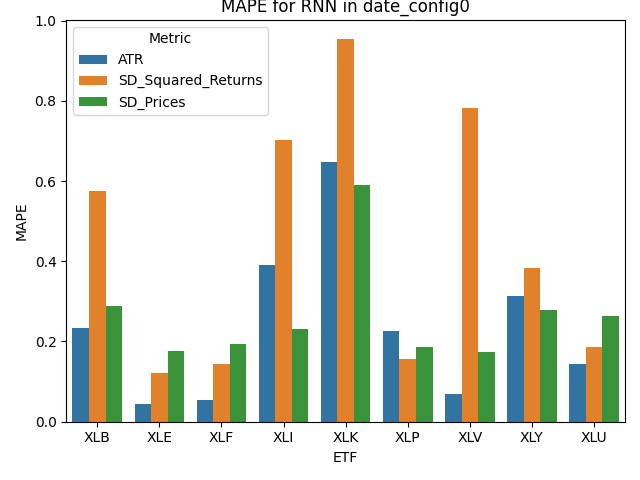 MAPE for RNN in date_config0
Metric
ATR
SD_Squared_Returns
SD_Prices
MAPE
1.0
0.8
0.6
0.4
0.2
0.0
XLB XLE XLF XLI XLK XLP XLV XLY XLU
ETF